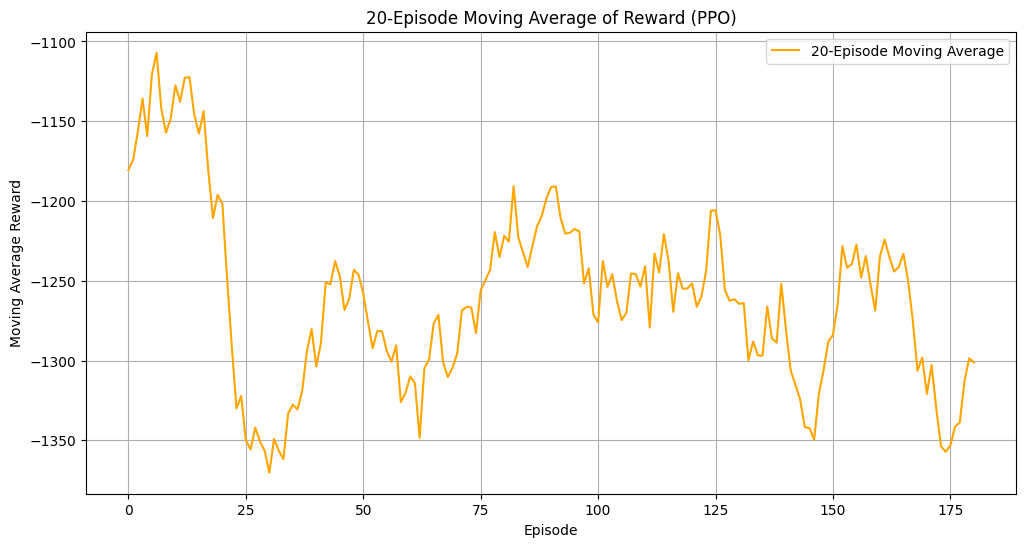 20-Episode Moving Average of Reward (PPO)
20-Episode Moving Average
Moving Average Reward
−1100
−1150
−1200
−1250
−1300
−1350
0 25 50 75 100 125 150 175
Episode